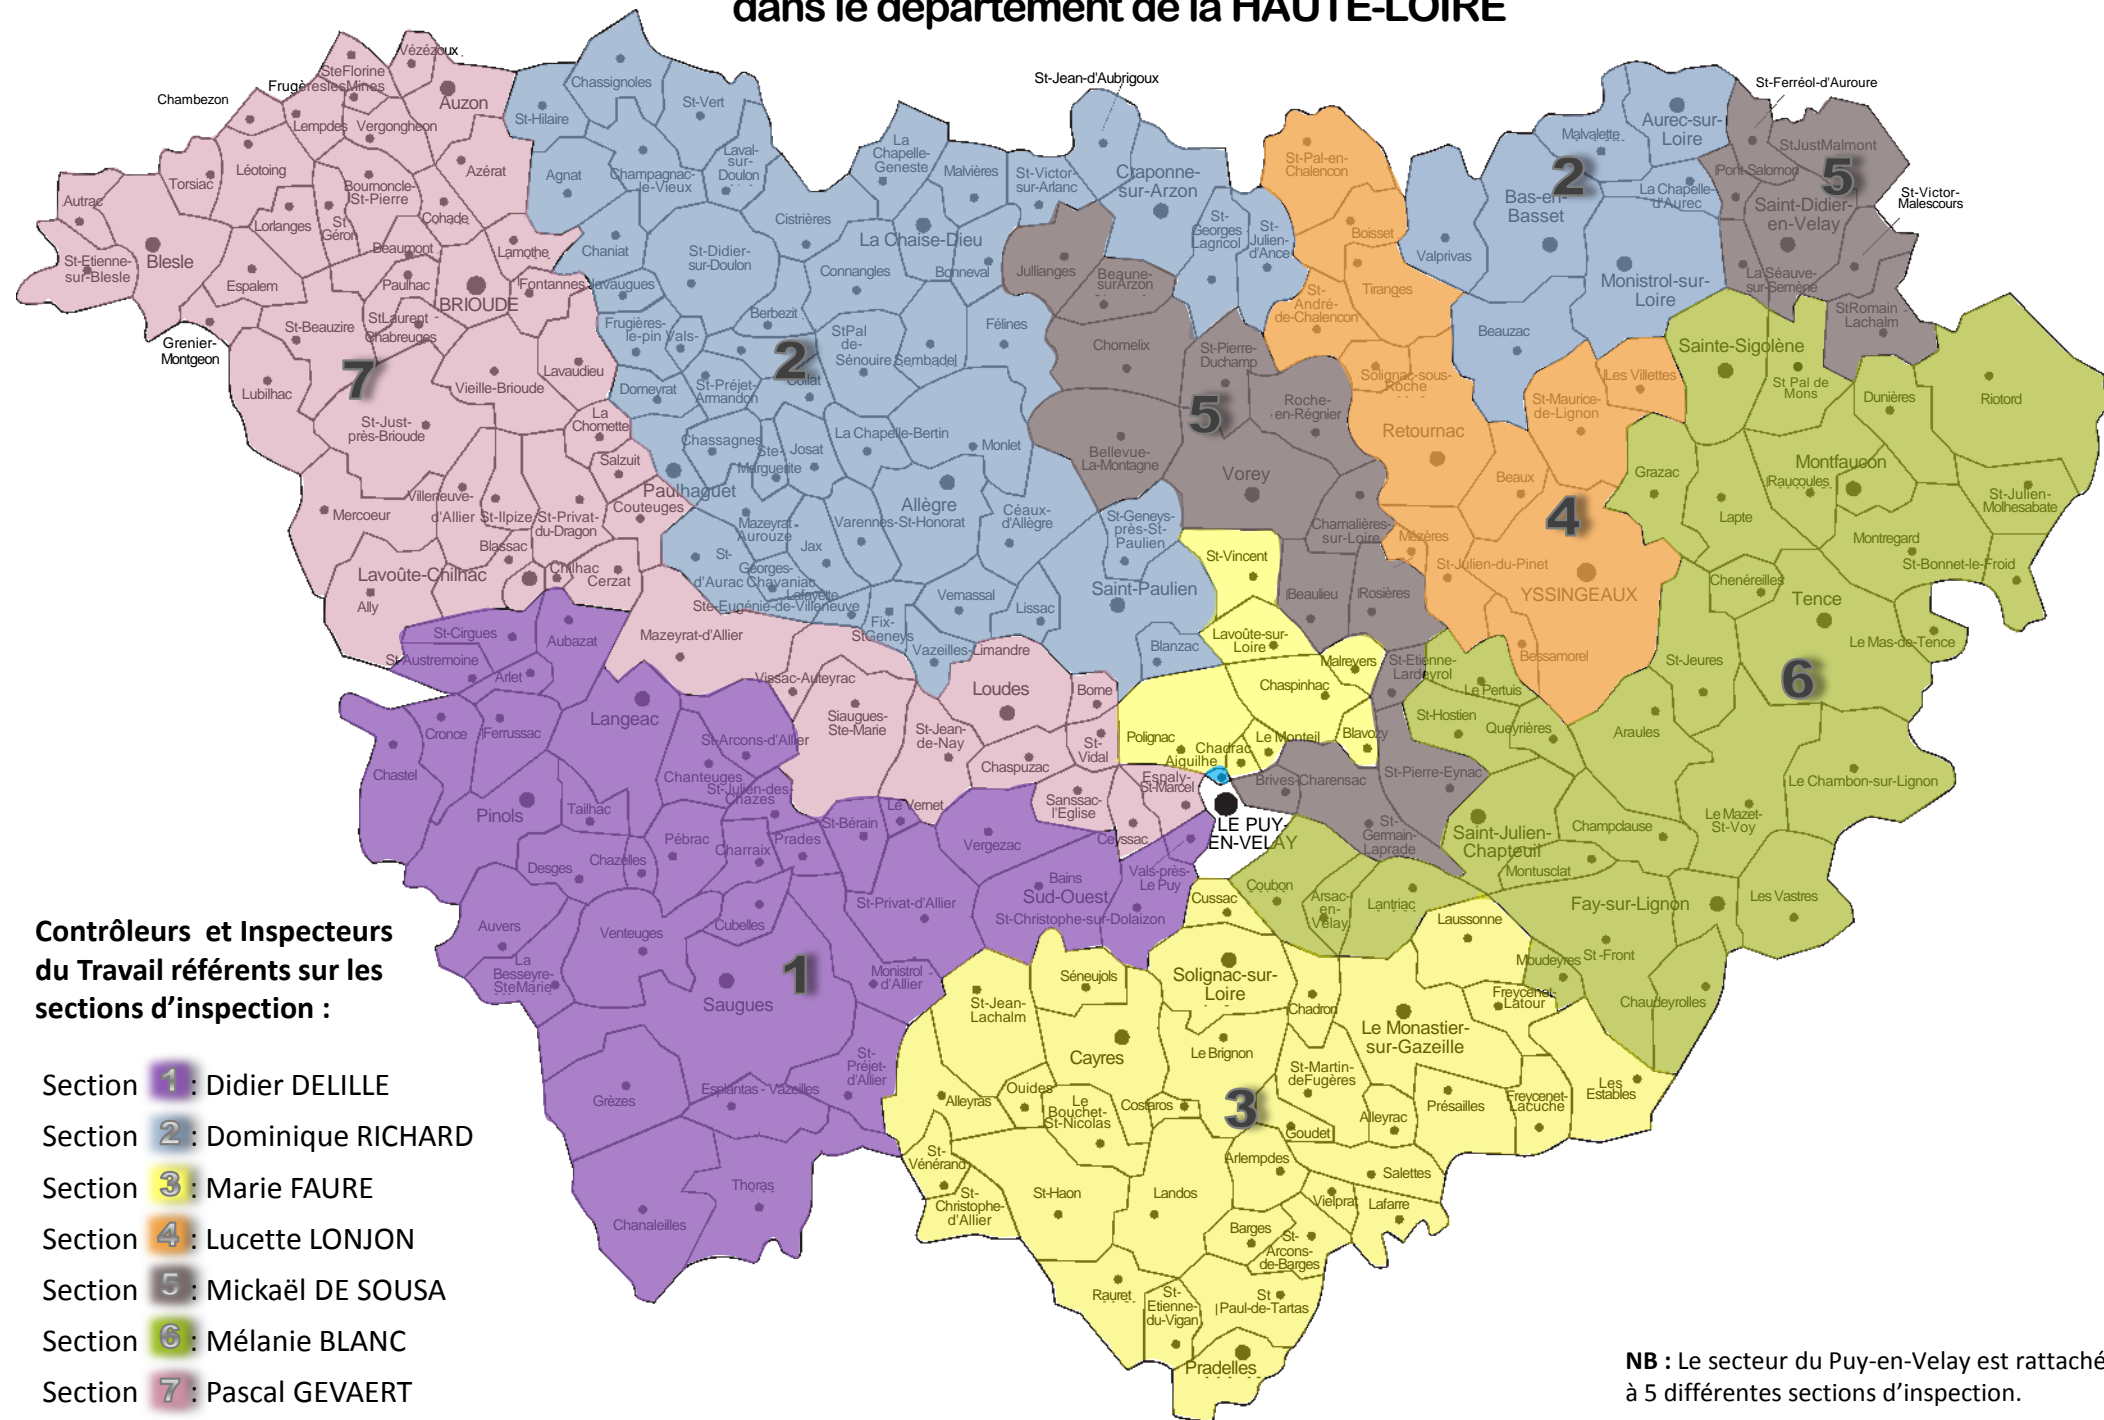 dans le département de la HAUTE-LOIRE
Vézézoux
SteFlorine
FrugèreslesMines
Chambezon
Auzon
Lempdes
Vergongheon
Léotoing
Torsiac
Azérat
Bournoncle-
St-Pierre
Autrac
Cohade
Lorlanges
St
Géron
Beaumont
Lamothe
Blesle
St-Etienne-
sur-Blesle
Espalem
Paulhac
Fontannes
BRIOUDE
St-Beauzire
StLaurent
Chabreuges
Grenier-
Montgeon
7
Lavaudieu
Vieille-Brioude
Lubilhac
St-Just-
près-Brioude
La
Chomette
Salzuit
Villeneuve-
d'Allier
St-Ilpize
St-Privat-
du-Dragon
Couteuges
Mercoeur
Blassac
Chilhac
Cerzat
Lavoûte-Chilhac
Ally
Chassignoles
St-Hilaire
St-Vert
Agnat
Champagnac-
le-Vieux
Laval-
sur-
Doulon
Chaniat
Cistrières
St-Didier-
sur-Doulon
La
Chapelle-
Geneste
Malvières
La Chaise-Dieu
Connangles
Bonneval
Javaugues
Berbezit
Frugières-
le-pin
Vals-
StPal
de-
Sénouire
Sembadel
Félines
2
Collat
Domeyrat
St-Préjet-
Armandon
Chassagnes
Ste-
Marguerite
Josat
La Chapelle-Bertin
Monlet
Paulhaguet
Allègre
Mazeyrat-
Aurouze
Varennes-St-Honorat
Céaux-
d'Allègre
Jax
St-
Georges-
d'Aurac
Chavaniac
Lafayette
Ste-Eugénie-de-Villeneuve
Fix-
StGeneys
Vernassal
Lissac
Vazeilles-Limandre
St-Jean-d'Aubrigoux
St-Victor-
sur-Arlanc
Craponne-
sur-Arzon
St-
Georges
Lagricol
St-
Julien-
d'Ance
Jullianges
Beaune-
surArzon
Chomelix
St-Pierre-
Duchamp
5
Roche-
en-Régnier
Bellevue-
La-Montagne
Vorey
St-Geneys-
près-St-
Paulien
Chamalières-
sur-Loire
Saint-Paulien
St-Vincent
Beaulieu
Rosières
Blanzac
Lavoûte-sur-
Loire
Malrevers
St-Etienne-
Lardeyrol
Chaspinhac
St-Pal-en-
Chalencon
Boisset
Tiranges
St-
André-
de-Chalencon
Solignac-sous-
Roche
Retournac
St-Maurice-
de-Lignon
Les Villettes
Beaux
4
Mézères
St-Julien-du-Pinet
YSSINGEAUX
Bessamorel
Malvalette
Aurec-sur-
Loire
2
La Chapelle-
d'Aurec
Bas-en-
Basset
Valprivas
Monistrol-sur-
Loire
Beauzac
St-Ferréol-d'Auroure
StJustMalmont
Pont-Salomon
5
Saint-Didier-
en-Velay
St-Victor-
Malescours
La Séauve-
sur-Semène
StRomain -
Lachalm
Sainte-Sigolène
St Pal de
Mons
Dunières
Riotord
Grazac
Montfaucon
Raucoules
Lapte
St-Julien-
Molhesabate
Montregard
St-Bonnet-le-Froid
Chenéreilles
Tence
Le Mas-de-Tence
St-Jeures
6
Le Pertuis
St-Hostien
Queyrières
Araules
Le Chambon-sur-Lignon
Le Mazet-
St-Voy
Saint-Julien-
Chapteuil
Champclause
Montusclat
Les Vastres
Fay-sur-Lignon
St-Front
Moudeyres
Chaudeyrolles
Coubon
Arsac-
en-
Velay
Lantriac
St-Pierre-Eynac
Brives-Charensac
St-
Germain-
Laprade
Polignac
Chadrac
Le Monteil
Blavozy
Aiguilhe
LE PUY-
EN-VELAY
Mazeyrat-d'Allier
Vissac-Auteyrac
Siaugues-
Ste-Marie
St-Jean-
de-Nay
Loudes
Borne
St-
Vidal
Chaspuzac
Sanssac-
l'Eglise
Espaly-
St-Marcel
Ceyssac
St-Cirgues
Aubazat
St-Austremoine
Arlet
Langeac
Cronce
Ferrussac
St-Arcons-d'Allier
Chastel
Chanteuges
St-Julien-des-
Chazes
Pinols
Tailhac
St-Bérain
Le Vernet
Pébrac
Charraix
Prades
Vergezac
Desges
Chazelles
Bains
Sud-Ouest
Vals-près-
Le Puy
St-Christophe-sur-Dolaizon
St-Privat-d'Allier
Auvers
Venteuges
Cubelles
La
Besseyre-
SteMarie
1
Monistrol -
d'Allier
Saugues
St-
Préjet-
d'Allier
Grèzes
Esplantas - Vazeilles
Thoras
Chanaleilles
Cussac
Laussonne
Séneujols
Solignac-sur-
Loire
St-Jean-
Lachalm
Chadron
Freycenet-
Latour
Cayres
Le Brignon
Le Monastier-
sur-Gazeille
St-Martin-
deFugères
Les
Estables
Ouides
Alleyras
Le
Bouchet-
St-Nicolas
Costaros
3
Alleyrac
Présailles
Freycenet-
Lacuche
Goudet
St-
Vénérand
Arlempdes
Salettes
St-
Christophe-
d'Allier
St-Haon
Landos
Vielprat
Lafarre
Barges
St-
Arcons-
de-Barges
Rauret
St-
Etienne-
du-Vigan
St
Paul-de-Tartas
Pradelles
Contrôleurs et Inspecteurs
du Travail référents sur les
sections d'inspection :
Section 1 : Didier DELILLE
Section 2 : Dominique RICHARD
Section 3 : Marie FAURE
Section 4 : Lucette LONJON
Section 5 : Mickaël DE SOUSA
Section 6 : Mélanie BLANC
Section 7 : Pascal GEVAERT
NB : Le secteur du Puy-en-Velay est rattaché
à 5 différentes sections d'inspection.